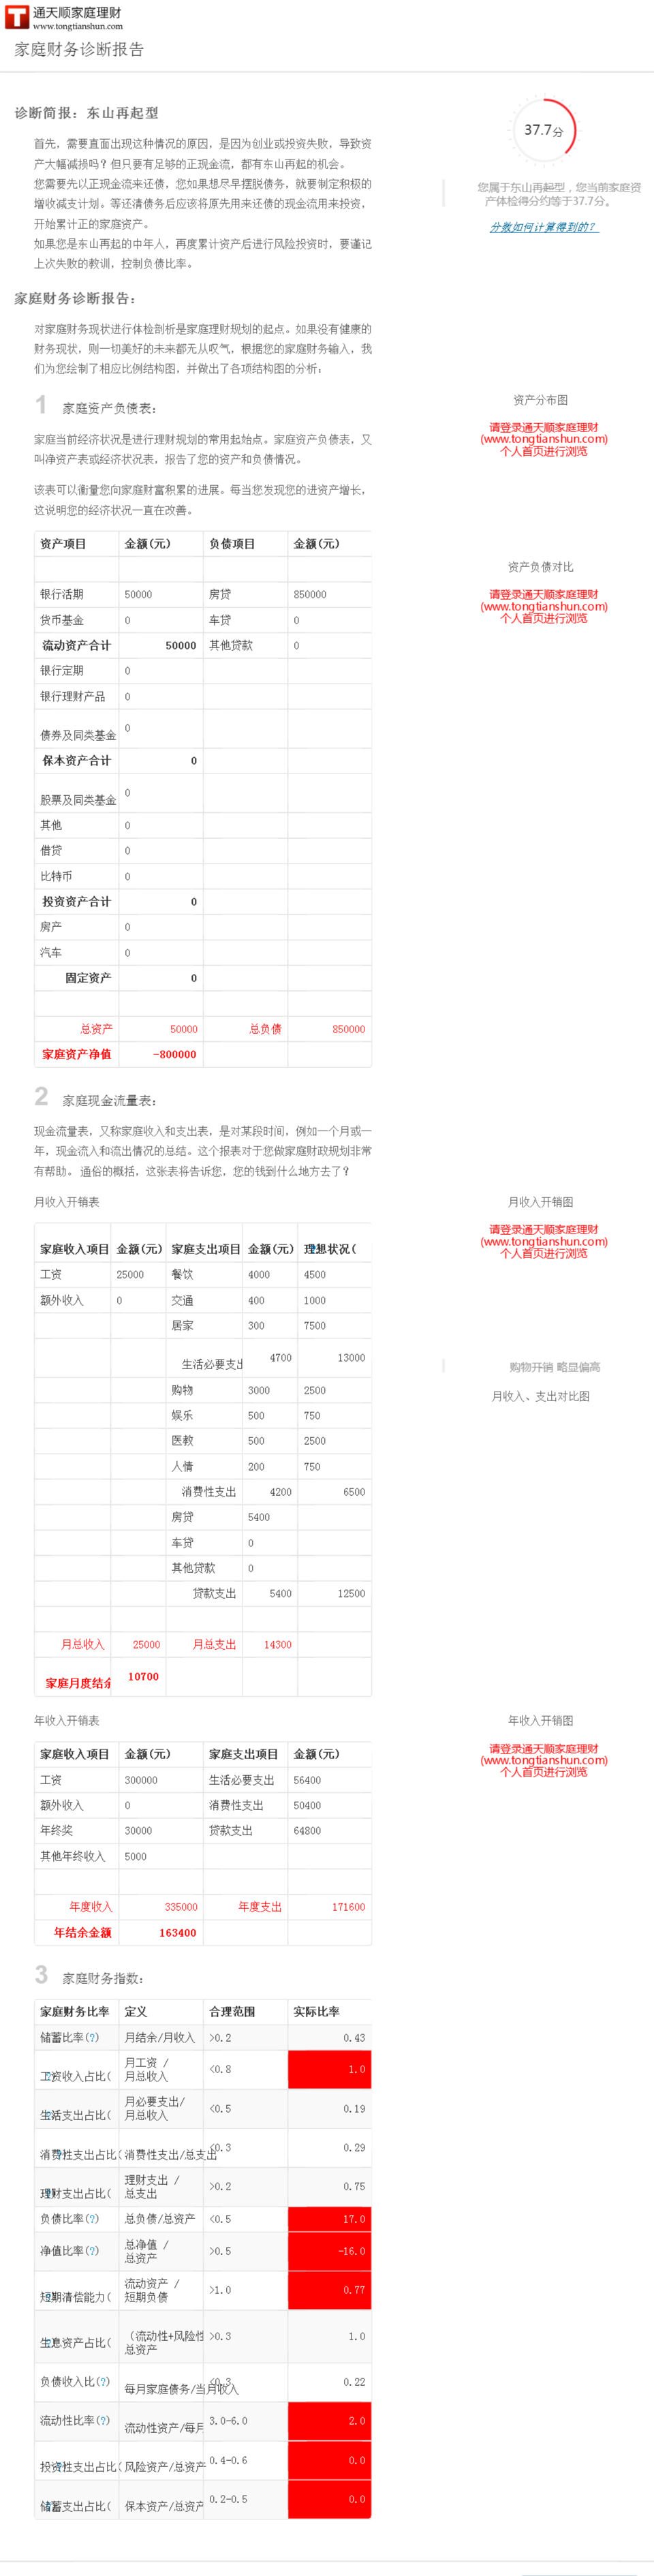 通天顺家庭理财
www.tongtianshun.com
家庭财务诊断报告
诊断简报：东山再起型
首先，需要直面出现这种情况的原因，是因为创业或投资失败，导致资
产大幅减损吗？但只要有足够的正现金流，都有东山再起的机会。
您需要先以正现金流来还债，您如果想尽早摆脱债务，就要制定积极的
增收减支计划。等还请债务后应该将原先用来还债的现金流用来投资，
开始累计正的家庭资产。
如果您是东山再起的中年人，再度累计资产后进行风险投资时，要谨记
上次失败的教训，控制负债比率。
37.7分
您属于东山再起型，您当前家庭资
产体检得分约等于37.7分。
分数如何计算得到的？
家庭财务诊断报告：
对家庭财务现状进行体检剖析是家庭理财规划的起点。如果没有健康的
财务现状，则一切美好的未来都无从叹气，根据您的家庭财务输入，我
们为您绘制了相应比例结构图，并做出了各项结构图的分析；
1 家庭资产负债表：
家庭当前经济状况是进行理财规划的常用起始点。家庭资产负债表，又
叫净资产表或经济状况表，报告了您的资产和负债情况。
该表可以衡量您向家庭财富积累的进展。每当您发现您的进资产增长，
这说明您的经济状况一直在改善。
资产分布图
请登录通天顺家庭理财
(www.tongtianshun.com)
个人首页进行浏览
资产项目 金额(元) 负债项目 金额(元)
银行活期 50000 房贷 850000
货币基金 0 车贷 0
流动资产合计 50000 其他贷款 0
银行定期 0
银行理财产品 0
债券及同类基金 0
保本资产合计 0
股票及同类基金 0
其他 0
借贷 0
比特币 0
投资资产合计 0
房产 0
汽车 0
固定资产 0
总资产 50000 总负债 850000
家庭资产净值 -800000
资产负债对比
请登录通天顺家庭理财
(www.tongtianshun.com)
个人首页进行浏览
2 家庭现金流量表：
现金流量表，又称家庭收入和支出表，是对某段时间，例如一个月或一
年，现金流入和流出情况的总结。这个报表对于您做家庭财政规划非常
有帮助。 通俗的概括，这张表将告诉您，您的钱到什么地方去了？
月收入开销表
家庭收入项目 金额(元) 家庭支出项目 金额(元) 理想状况(
工资 25000 餐饮 4000 4500
额外收入 0 交通 400 1000
居家 300 7500
生活必要支出 4700 13000
购物 3000 2500
娱乐 500 750
医教 500 2500
人情 200 750
消费性支出 4200 6500
房贷 5400
车贷 0
其他贷款 0
贷款支出 5400 12500
月总收入 25000 月总支出 14300
家庭月度结余 10700
月收入开销图
请登录通天顺家庭理财
(www.tongtianshun.com)
个人首页进行浏览
购物开销 略显偏高
月收入、支出对比图
年收入开销表
家庭收入项目 金额(元) 家庭支出项目 金额(元)
工资 300000 生活必要支出 56400
额外收入 0 消费性支出 50400
年终奖 30000 贷款支出 64800
其他年终收入 5000
年度收入 335000 年度支出 171600
年结余金额 163400
年收入开销图
请登录通天顺家庭理财
(www.tongtianshun.com)
个人首页进行浏览
3 家庭财务指数：
家庭财务比率 定义 合理范围 实际比率
储蓄比率(?) 月结余/月收入 >0.2 0.43
工资收入占比( 月工资 /
月总收入 <0.8 1.0
生活支出占比( 月必要支出/
月总收入 <0.5 0.19
消费性支出占比( 消费性支出/总支出 <0.3 0.29
理财支出占比( 理财支出 /
总支出 >0.2 0.75
负债比率(?) 总负债/总资产 <0.5 17.0
净值比率(?) 总净值 /
总资产 >0.5 -16.0
短期清偿能力( 流动资产 /
短期负债 >1.0 0.77
生息资产占比( （流动性+风险性
总资产 >0.3 1.0
负债收入比(?) 每月家庭债务/当月收入 <0.3 0.22
流动性比率(?) 流动性资产/每月 3.0-6.0 2.0
投资性支出占比( 风险资产/总资产 0.4-0.6 0.0
储蓄支出占比( 保本资产/总资产 0.2-0.5 0.0